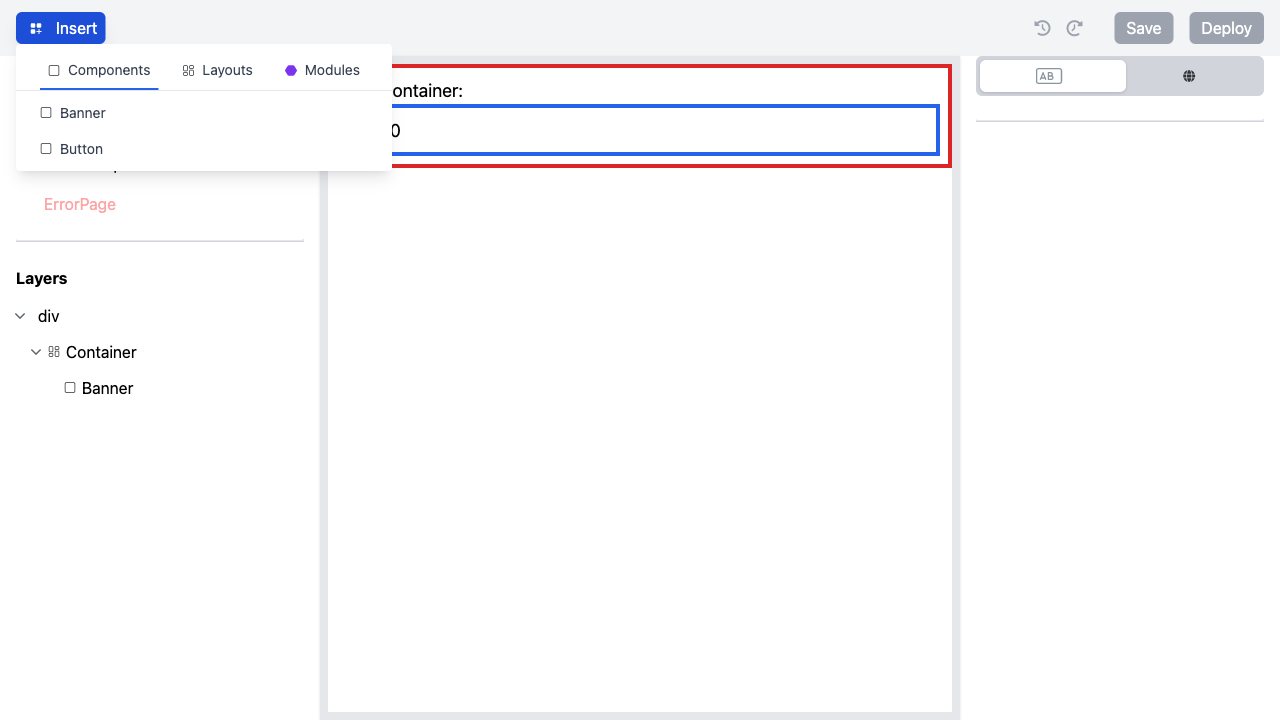 Insert
Save
Deploy
Components
Layouts
Modules
AB
ontainer:
Banner
0
Button
ErrorPage
Layers
div
Container
Banner